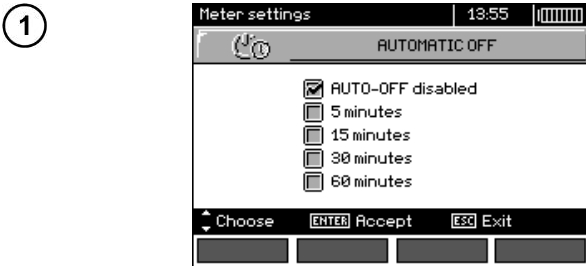 1
Meter settings 13:55
AUTOMATIC OFF
AUTO-OFF disabled
5 minutes
15 minutes
30 minutes
60 minutes
Choose ENTER Accept ESC Exit